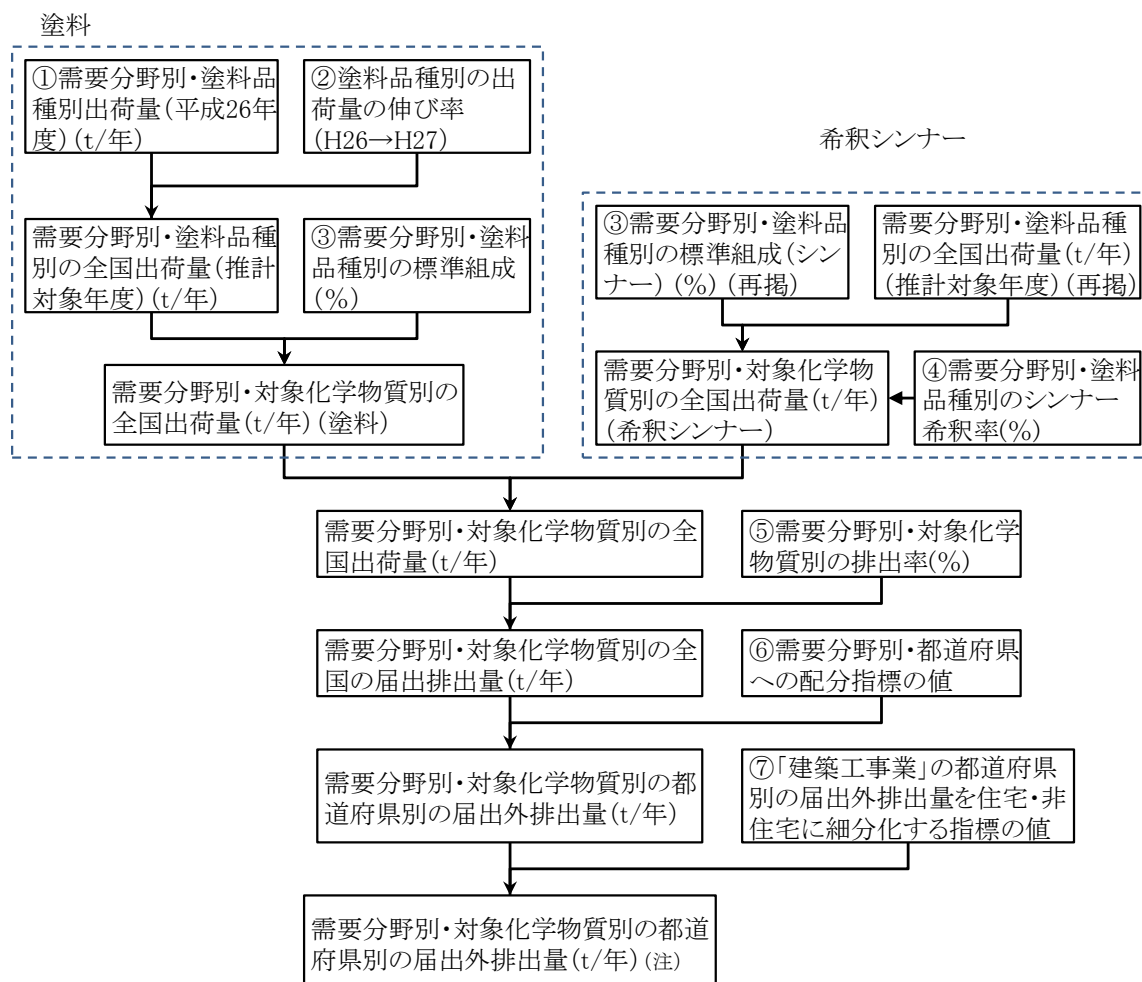 塗料
①需要分野別・塗料品
種別出荷量(平成26年
度)(t/年)
②塗料品種別の出
荷量の伸び率
(H26→H27)
需要分野別・塗料品種
別の全国出荷量(推計
対象年度)(t/年)
③需要分野別・塗料
品種別の標準組成
(%)
需要分野別・対象化学物質別の
全国出荷量(t/年)(塗料)
希釈シンナー
③需要分野別・塗料品
種別の標準組成(シン
ナー)(%)(再掲)
需要分野別・塗料品種
別の全国出荷量(t/年)
(推計対象年度)(再掲)
需要分野別・対象化学物
質別の全国出荷量(t/年)
(希釈シンナー)
④需要分野別・塗料
品種別のシンナー
希釈率(%)
需要分野別・対象化学物質別の全
国出荷量(t/年)
⑤需要分野別・対象化学
物質別の排出率(%)
需要分野別・対象化学物質別の全
国の届出排出量(t/年)
⑥需要分野別・都道府県
への配分指標の値
需要分野別・対象化学物質別の都
道府県別の届出外排出量(t/年)
⑦「建築工事業」の都道府県
別の届出外排出量を住宅・非
住宅に細分化する指標の値
需要分野別・対象化学物質別の都道
府県別の届出外排出量(t/年)(注)